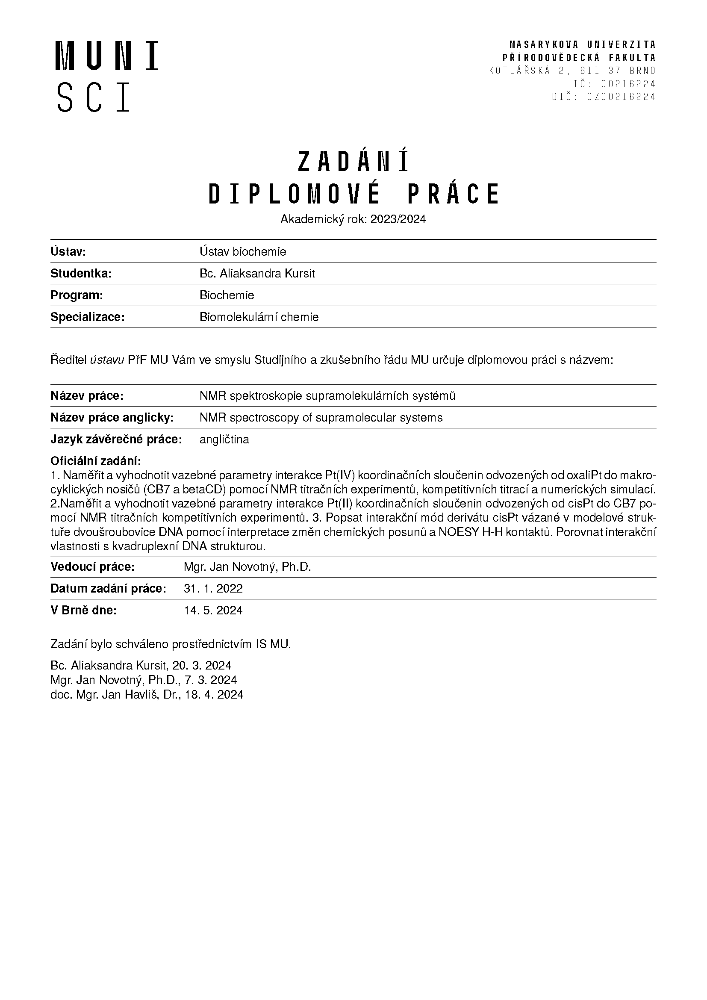 MUNI
SCI
MASARYKOVA UNIVERZITA
PŘÍRODOVĚDECKÁ FAKULTA
KOTLÁŘSKÁ 2, 611 37 BRNO
IČ: 00216224
DIČ: CZ00216224
ZADÁNÍ
DIPLOMOVÉ PRÁCE
Akademický rok: 2023/2024
Ústav: Ústav biochemie
Studentka: Bc. Aliaksandra Kursit
Program: Biochemie
Specializace: Biomolekulární chemie
Ředitel ústavu PřF MU Vám ve smyslu Studijního a zkušebního řádu MU určuje diplomovou práci s názvem:
Název práce: NMR spektroskopie supramolekulárních systémů
Název práce anglicky: NMR spectroscopy of supramolecular systems
Jazyk závěrečné práce: angličtina
Oficiální zadání:
1. Naměřit a vyhodnotit vazebné parametry interakce Pt(IV) koordinačních sloučenin odvozených od oxaliPt do makro-
cyklických nosičů (CB7 a betaCD) pomocí NMR titračních experimentů, kompetitivních titrací a numerických simulací.
2.Naměřit a vyhodnotit vazebné parametry interakce Pt(II) koordinačních sloučenin odvozených od cisPt do CB7 po-
mocí NMR titračních kompetitivních experimentů. 3. Popsat interakční mód derivátu cisPt vázané v modelové struk-
tuře dvoušroubovice DNA pomocí interpretace změn chemických posunů a NOESY H-H kontaktů. Porovnat interakční
vlastnosti s kvadruplexní DNA strukturou.
Vedoucí práce: Mgr. Jan Novotný, Ph.D.
Datum zadání práce: 31. 1. 2022
V Brně dne: 14. 5. 2024
Zadání bylo schváleno prostřednictvím IS MU.
Bc. Aliaksandra Kursit, 20. 3. 2024
Mgr. Jan Novotný, Ph.D., 7. 3. 2024
doc. Mgr. Jan Havliš, Dr., 18. 4. 2024